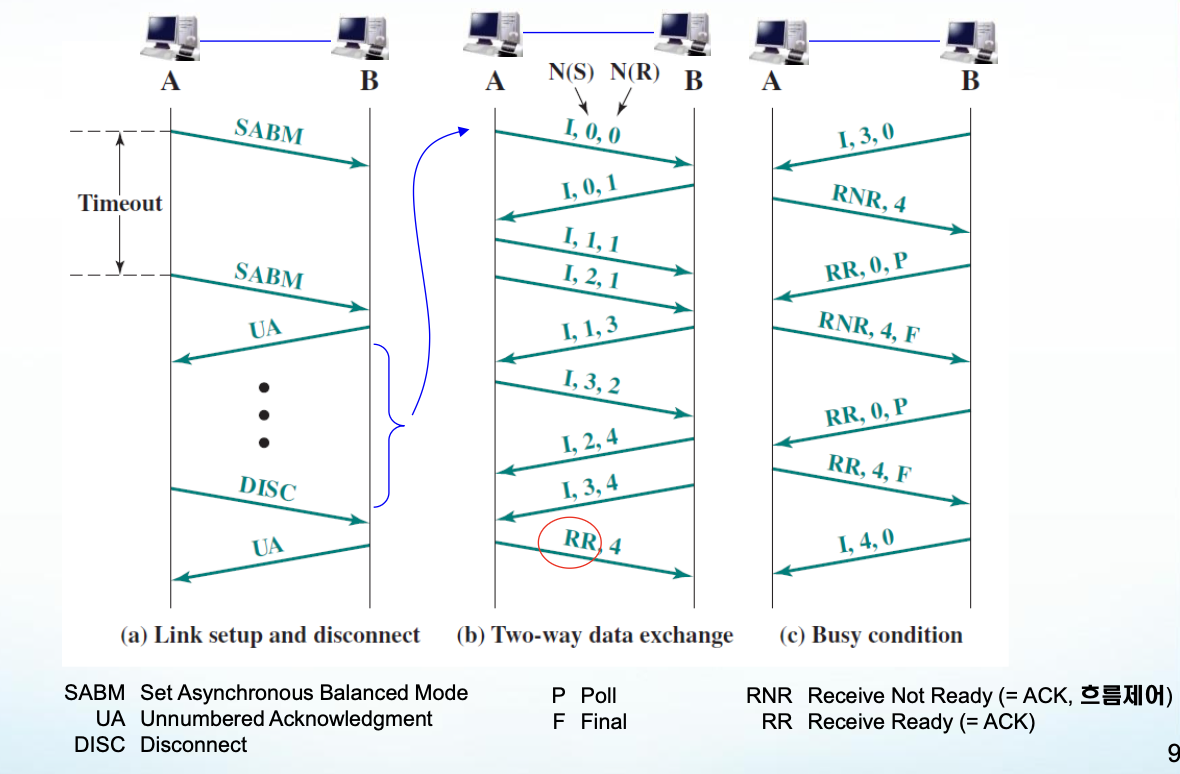 A B
SABM
Timeout
SABM
UA
DISC
UA
(a) Link setup and disconnect
N(S) N(R)
A B
I, 0, 0
I, 0, 1
I, 1, 1
I, 2, 1
I, 1, 3
I, 3, 2
I, 2, 4
I, 3, 4
RR, 4
(b) Two-way data exchange
A B
I, 3, 0
RNR, 4
RR, 0, P
RNR, 4, F
RR, 0, P
RR, 4, F
I, 4, 0
(c) Busy condition
SABM Set Asynchronous Balanced Mode
UA Unnumbered Acknowledgment
DISC Disconnect
P Poll
F Final
RNR Receive Not Ready (= ACK, 흐름제어)
RR Receive Ready (= ACK)
9